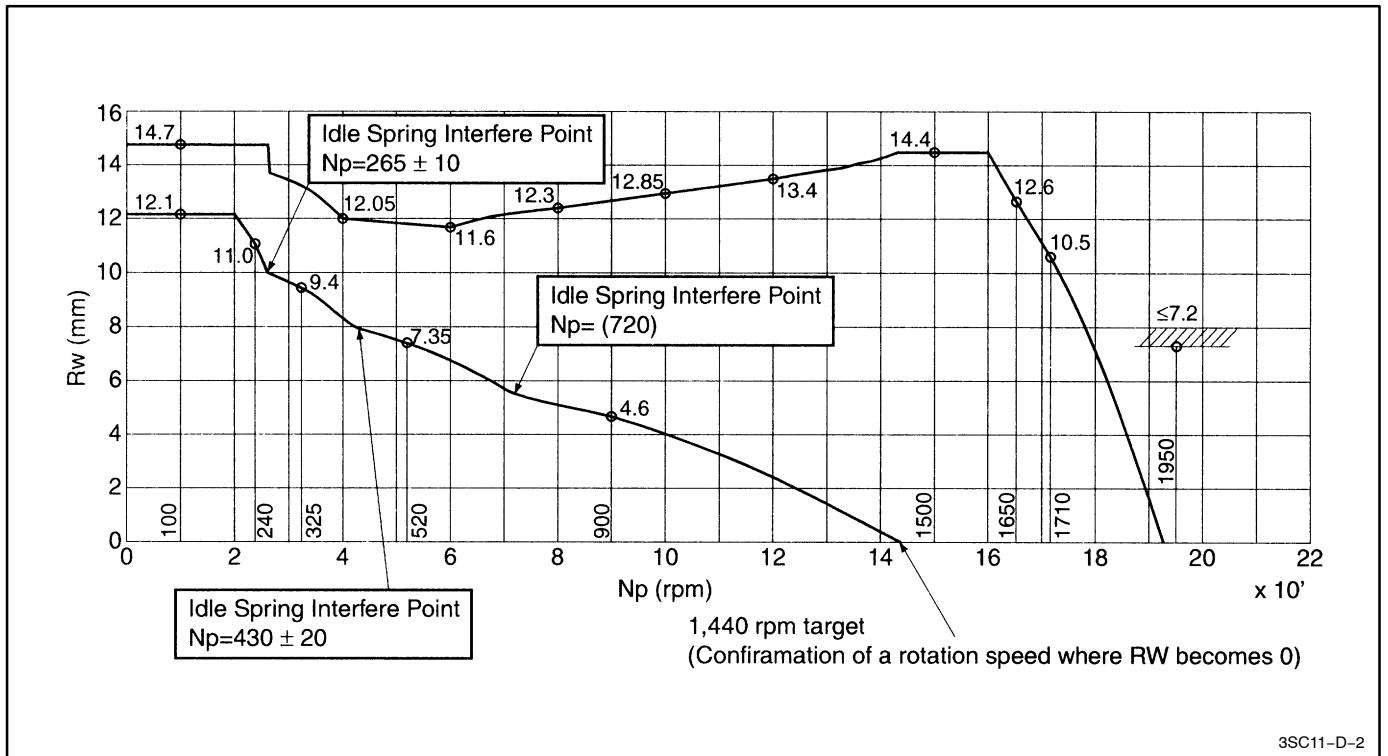 16
14
12
10
8
6
4
2
0
Rw (mm)
14.7
12.1
Idle Spring Interfere Point
Np=265 ± 10
12.05
11.6
12.3
12.85
13.4
14.4
12.6
10.5
11.0
9.4
7.35
Idle Spring Interfere Point
Np= (720)
4.6
≤7.2
100
240
325
520
900
1500
1650
1710
1950
0 2 4 6 8 10 12 14 16 18 20 22
Np (rpm)
x 10'
Idle Spring Interfere Point
Np=430 ± 20
1,440 rpm target
(Confiramation of a rotation speed where RW becomes 0)
3SC11-D-2